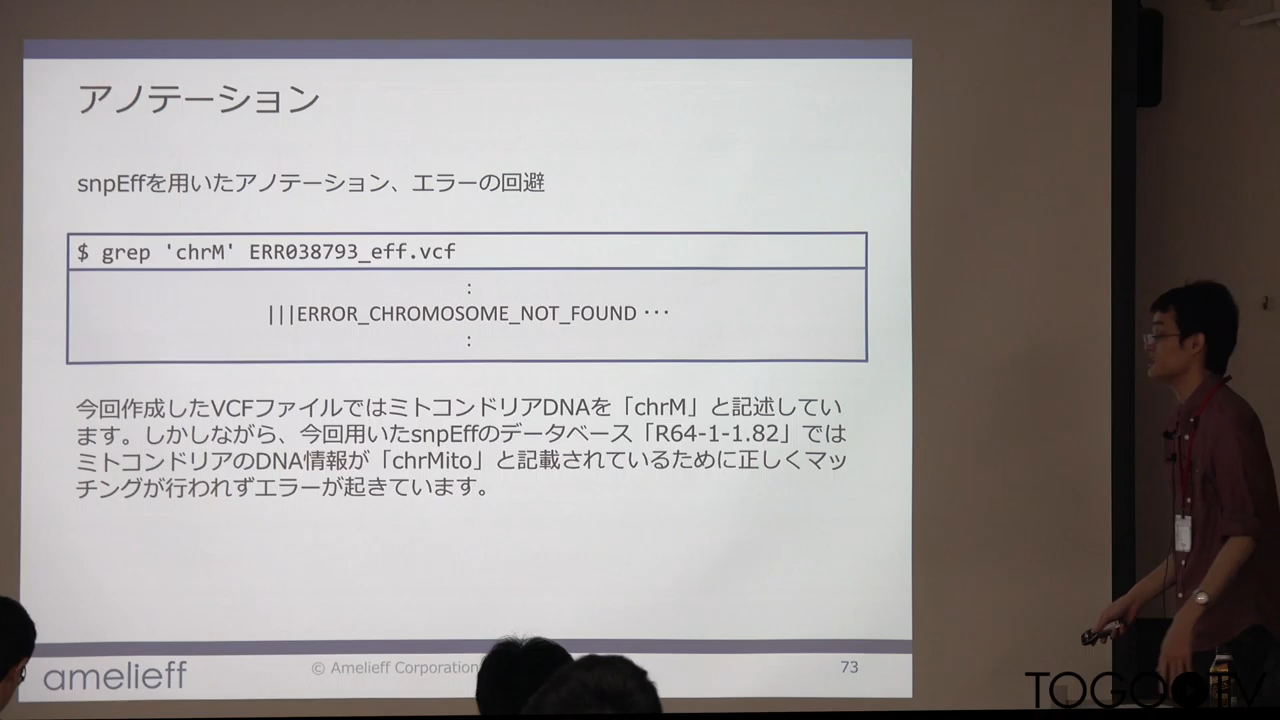 アノテーション
snpEffを用いたアノテーション、エラーの回避
$ grep 'chrM' ERR038793_eff.vcf
:
|||ERROR_CHROMOSOME_NOT_FOUND ･･･
:
今回作成したVCFファイルではミトコンドリアDNAを「chrM」と記述してい
ます。しかしながら、今回用いたsnpEffのデータベース「R64-1-1.82」では
ミトコンドリアのDNA情報が「chrMito」と記載されているために正しくマッ
チングが行われずエラーが起きています。
amelieff
© Amelieff Corporation
73
TOGO TV